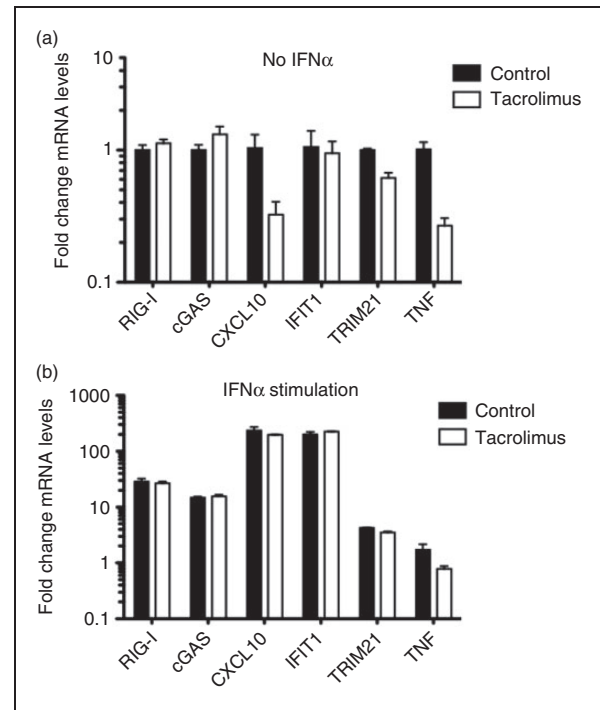 (a)
No IFNα
Control
Tacrolimus
Fold change mRNA levels
10
1
0.1
RIG-I
cGAS
CXCL10
IFIT1
TRIM21
TNF
(b)
IFNα stimulation
Control
Tacrolimus
Fold change mRNA levels
1000
100
10
1
0.1
RIG-I
cGAS
CXCL10
IFIT1
TRIM21
TNF